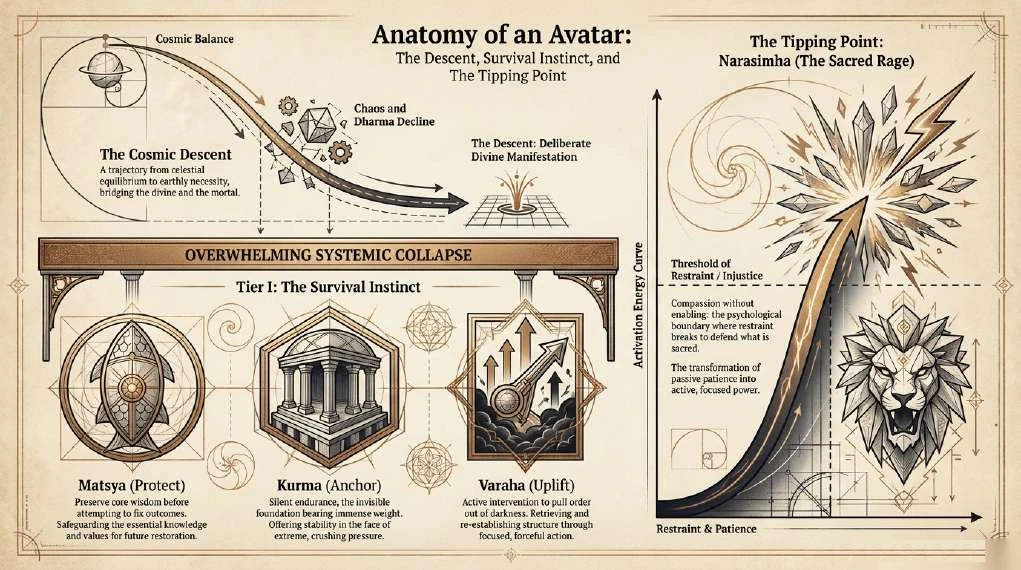 Anatomy of an Avatar:
The Descent, Survival Instinct, and
The Tipping Point
Cosmic Balance
Chaos and
Dharma Decline
The Cosmic Descent
A trajectory from celestial
equilibrium to earthly necessity,
bridging the divine and the mortal.
The Descent: Deliberate
Divine Manifestation
OVERWHELMING SYSTEMIC COLLAPSE
Tier I: The Survival Instinct
Matsya (Protect)
Preserve core wisdom before
attempting to fix outcomes.
Safeguarding the essential knowledge
and values for future restoration.
Kurma (Anchor)
Silent endurance, the invisible
foundation bearing immense weight.
Offering stability in the face of
extreme, crushing pressure.
Varaha (Uplift)
Active intervention to pull order
out of darkness. Retrieving and
re-establishing structure through
focused, forceful action.
The Tipping Point:
Narasimha (The Sacred Rage)
Activation Energy Curve
Threshold of
Restraint / Injustice
Compassion without
enabling: the psychological
boundary where restraint
breaks to defend what is
sacred.
The transformation of
passive patience into
active, focused power.
Restraint & Patience